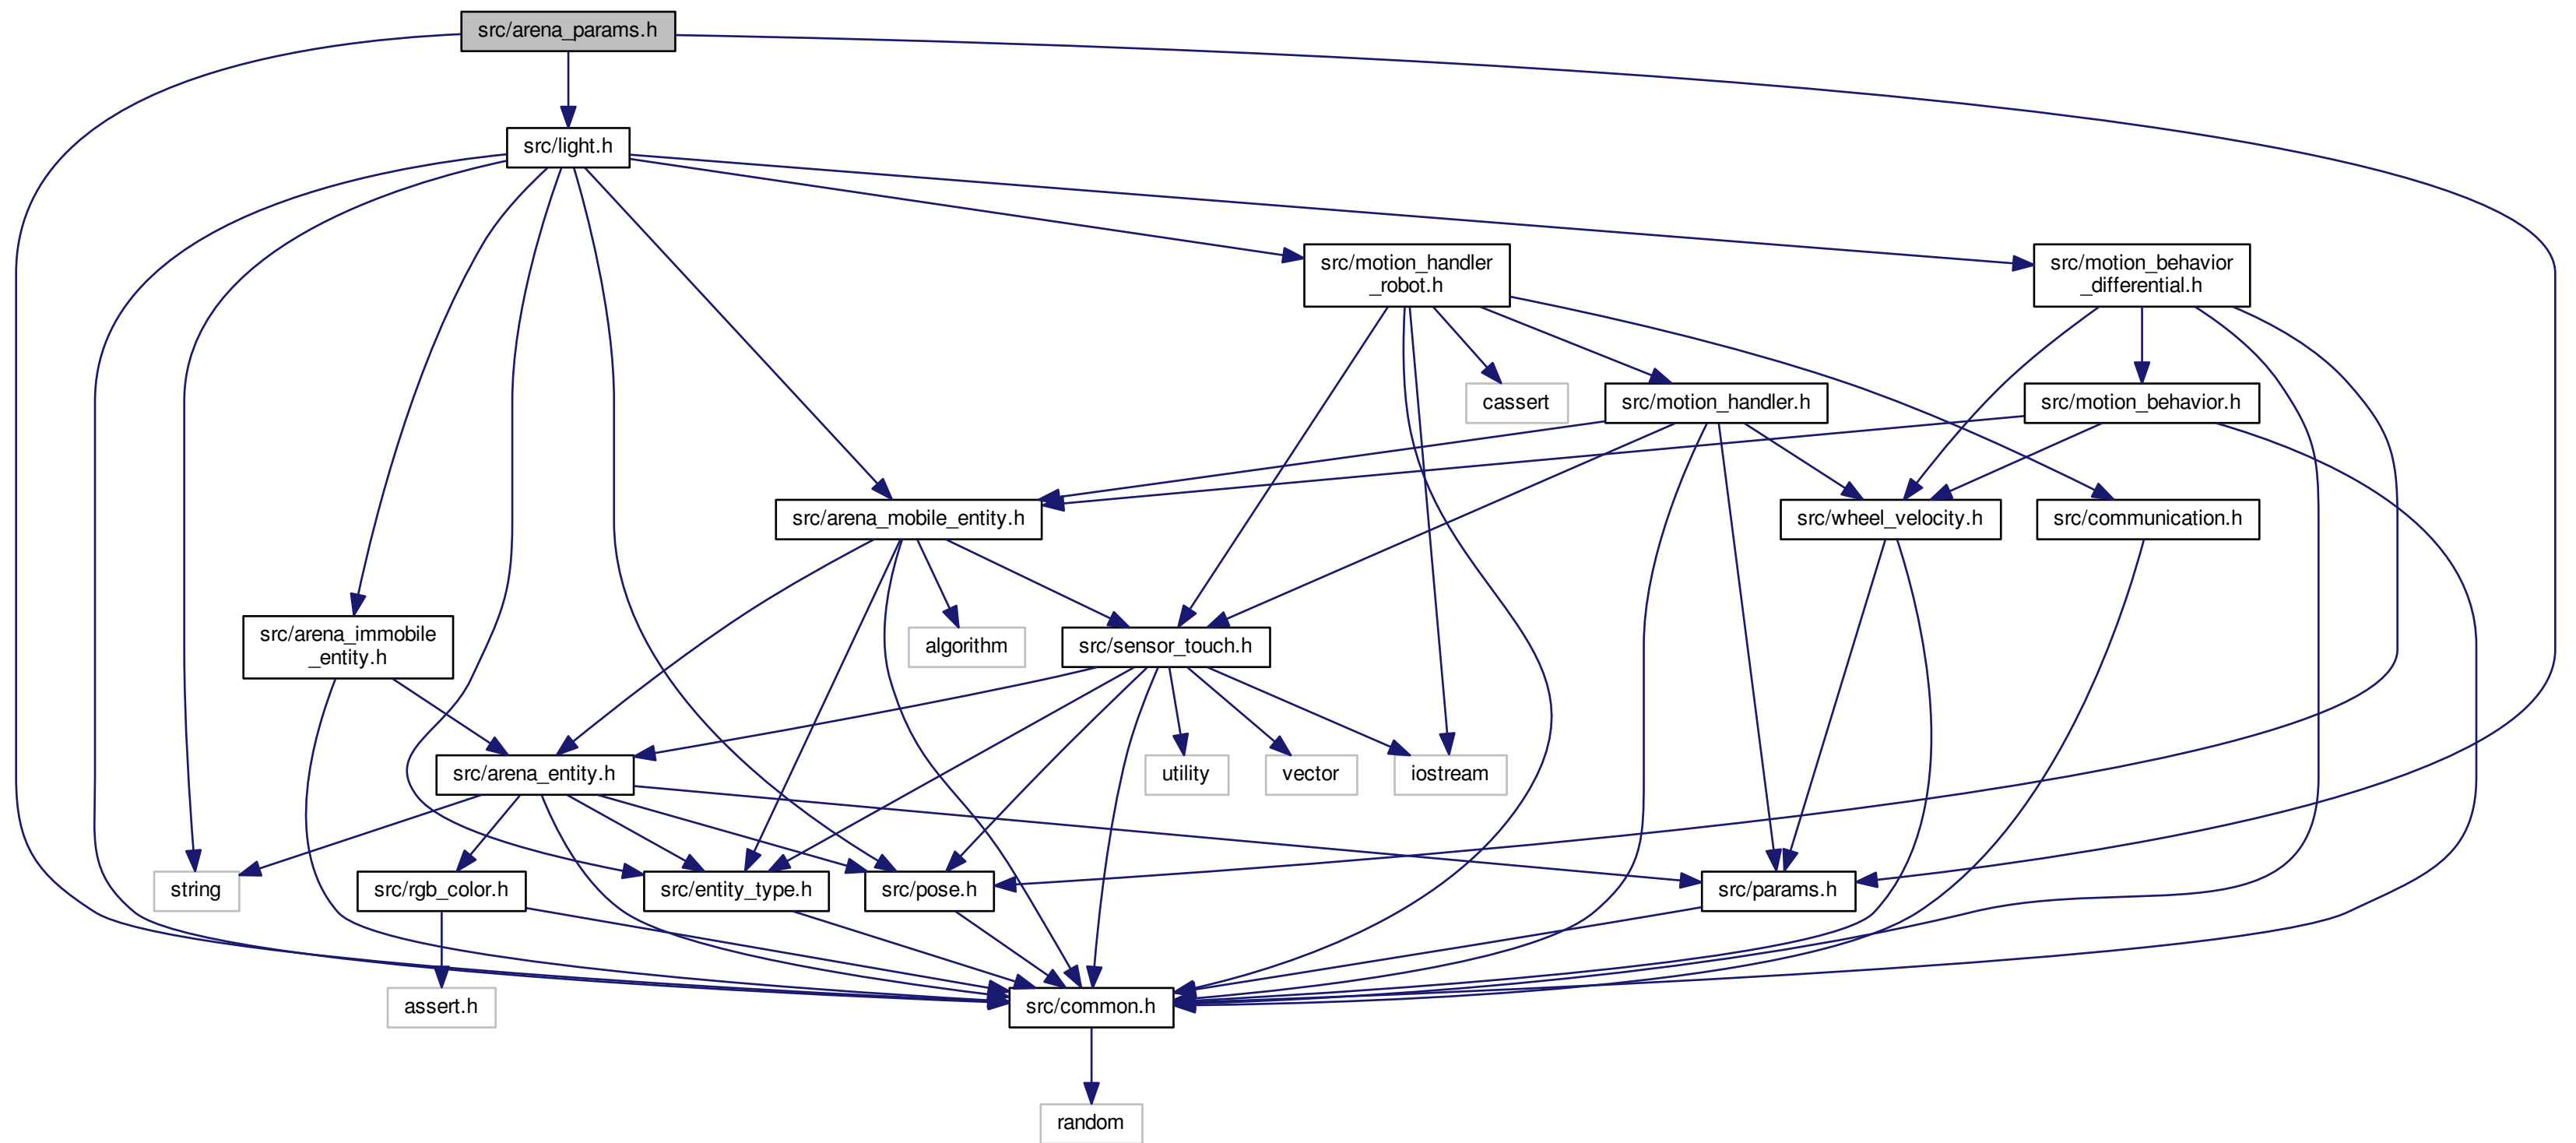 src/arena_params.h
src/light.h
src/motion_handler
_robot.h
src/motion_behavior
_differential.h
cassert
src/motion_handler.h
src/motion_behavior.h
src/arena_mobile_entity.h
src/wheel_velocity.h
src/communication.h
src/arena_immobile
_entity.h
algorithm
src/sensor_touch.h
src/arena_entity.h
utility
vector
iostream
string
src/rgb_color.h
src/entity_type.h
src/pose.h
src/params.h
assert.h
src/common.h
random